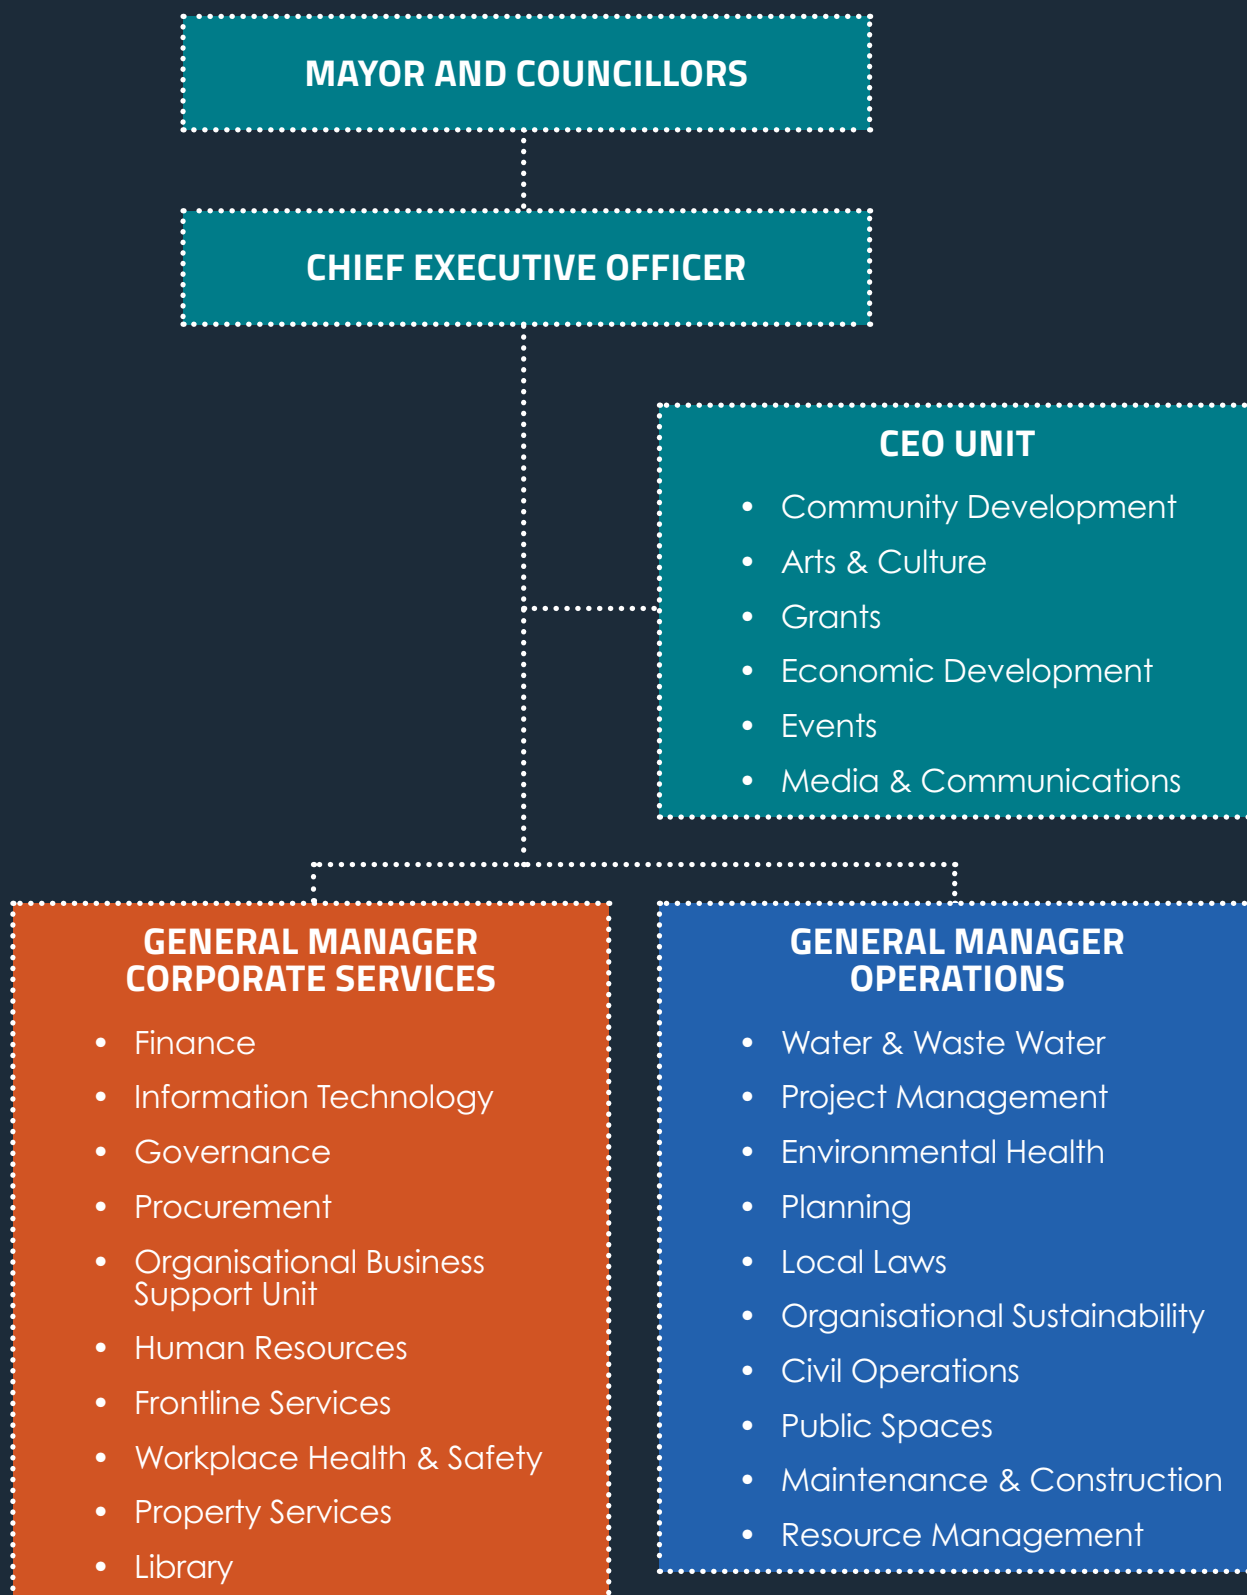 MAYOR AND COUNCILLORS
CHIEF EXECUTIVE OFFICER
CEO UNIT
• Community Development
• Arts & Culture
• Grants
• Economic Development
• Events
• Media & Communications
GENERAL MANAGER
CORPORATE SERVICES
• Finance
• Information Technology
• Governance
• Procurement
• Organisational Business
Support Unit
• Human Resources
• Frontline Services
• Workplace Health & Safety
• Property Services
• Library
GENERAL MANAGER
OPERATIONS
• Water & Waste Water
• Project Management
• Environmental Health
• Planning
• Local Laws
• Organisational Sustainability
• Civil Operations
• Public Spaces
• Maintenance & Construction
• Resource Management